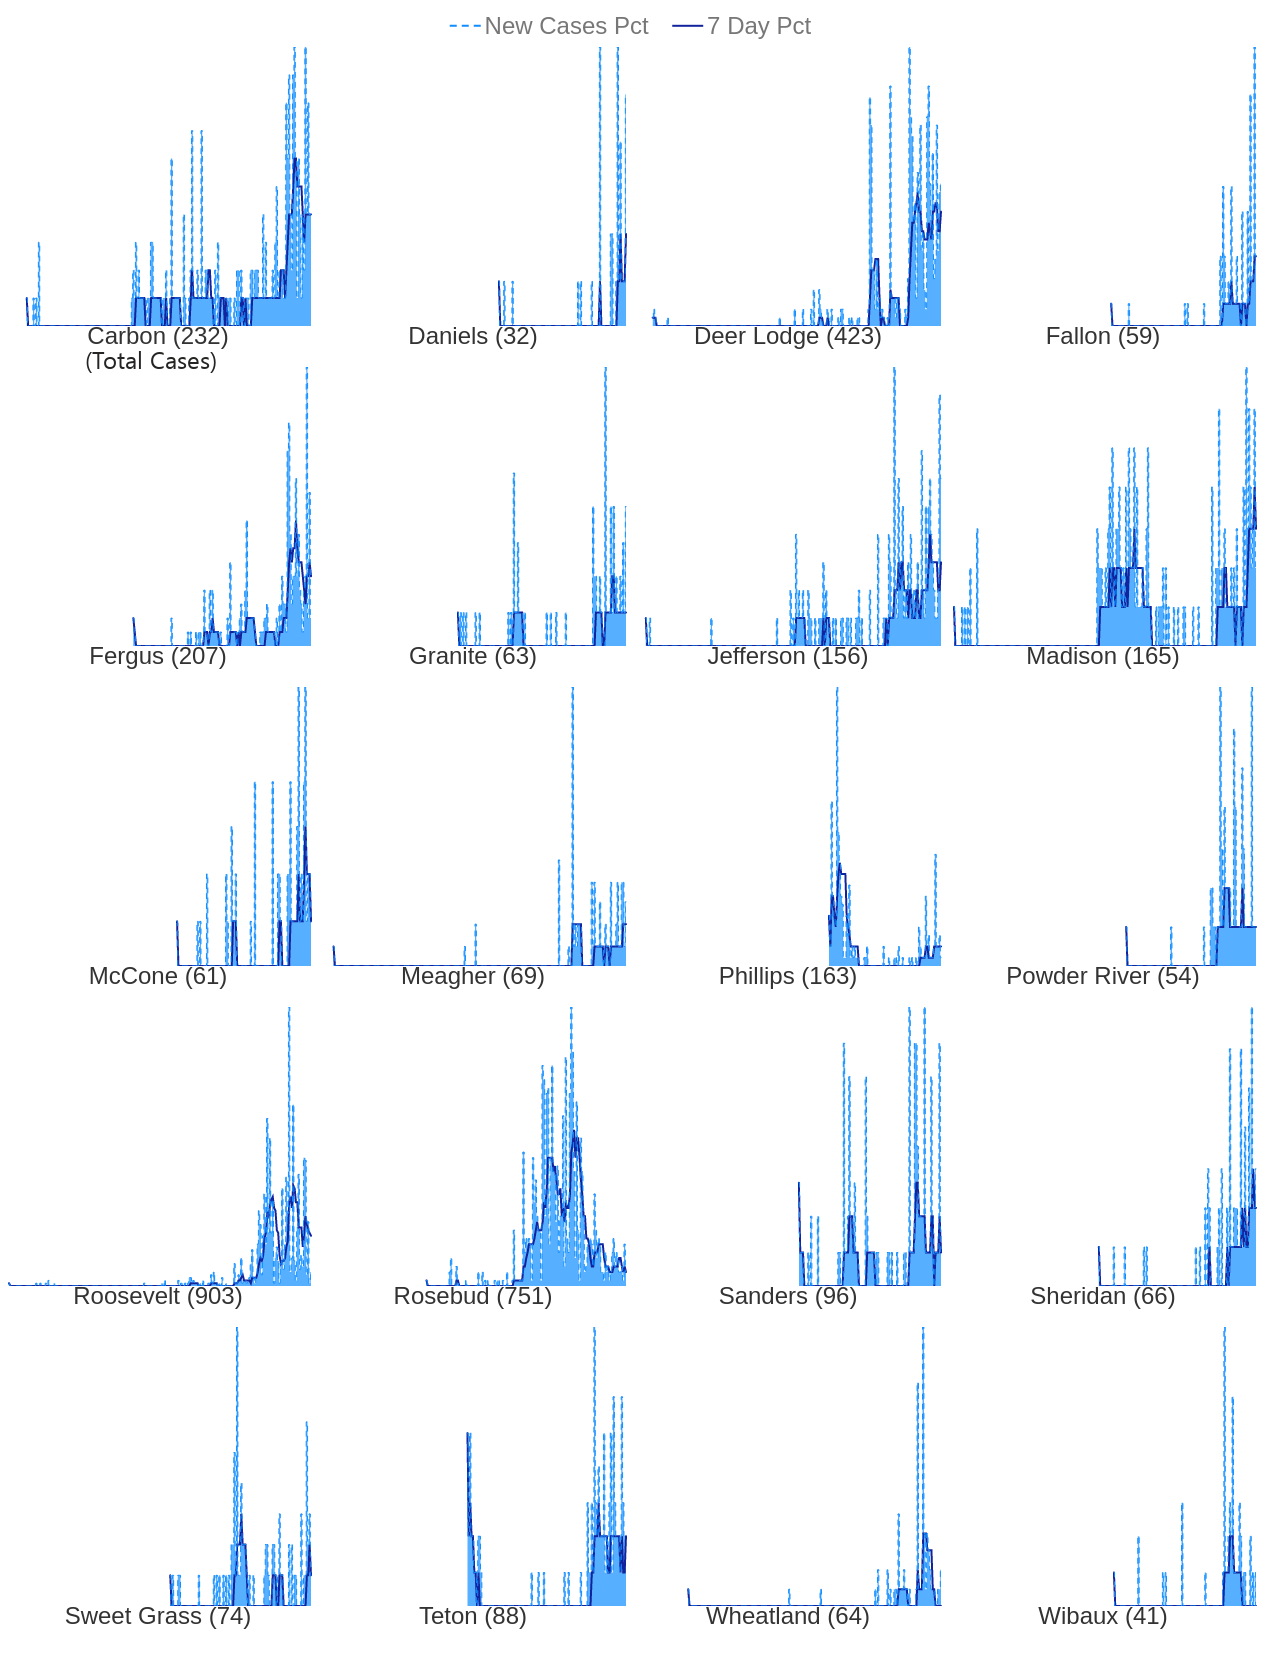 New Cases Pct 7 Day Pct
Carbon (232) Daniels (32) Deer Lodge (423) Fallon (59)
(Total Cases)
Fergus (207) Granite (63) Jefferson (156) Madison (165)
McCone (61) Meagher (69) Phillips (163) Powder River (54)
Roosevelt (903) Rosebud (751) Sanders (96) Sheridan (66)
Sweet Grass (74) Teton (88) Wheatland (64) Wibaux (41)